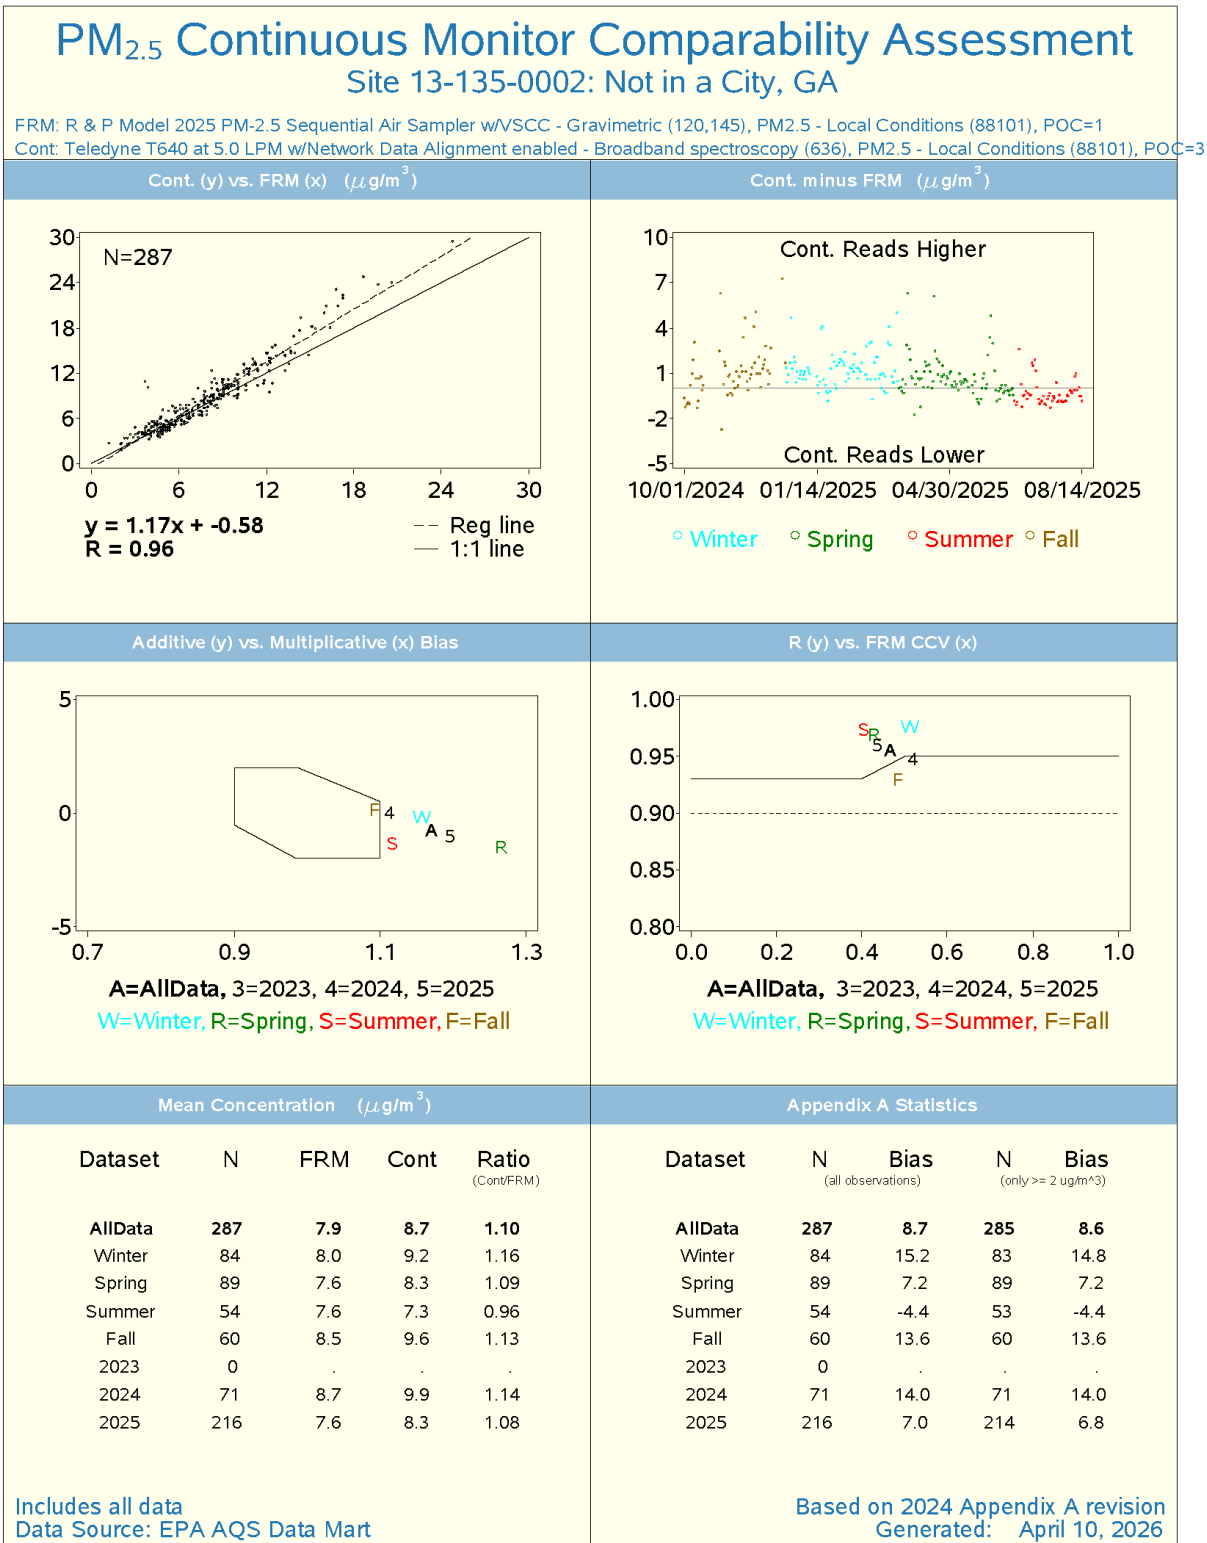 PM2.5 Continuous Monitor Comparability Assessment
Site 13-135-0002: Not in a City, GA
FRM: R & P Model 2025 PM-2.5 Sequential Air Sampler w/VSCC - Gravimetric (120,145), PM2.5 - Local Conditions (88101), POC=1
Cont: Teledyne T640 at 5.0 LPM w/Network Data Alignment enabled - Broadband spectroscopy (636), PM2.5 - Local Conditions (88101), POC=3
Cont. (y) vs. FRM (x) (μg/m³)
30
24
18
12
6
0
N=287
0 6 12 18 24 30
y = 1.17x + -0.58
R = 0.96
Reg line
1:1 line
Cont. minus FRM (μg/m³)
10
7
4
1
-2
-5
Cont. Reads Higher
Cont. Reads Lower
10/01/2024 01/14/2025 04/30/2025 08/14/2025
Winter Spring Summer Fall
Additive (y) vs. Multiplicative (x) Bias
5
0
-5
F 4 W A 5 S R
0.7 0.9 1.1 1.3
A=AllData, 3=2023, 4=2024, 5=2025
W=Winter, R=Spring, S=Summer, F=Fall
R (y) vs. FRM CCV (x)
1.00
0.95
0.90
0.85
0.80
S R 5 A W 4 F
0.0 0.2 0.4 0.6 0.8 1.0
A=AllData, 3=2023, 4=2024, 5=2025
W=Winter, R=Spring, S=Summer, F=Fall
Mean Concentration (μg/m³)
Dataset N FRM Cont Ratio
(Cont/FRM)
AllData 287 7.9 8.7 1.10
Winter 84 8.0 9.2 1.16
Spring 89 7.6 8.3 1.09
Summer 54 7.6 7.3 0.96
Fall 60 8.5 9.6 1.13
2023 0 . . .
2024 71 8.7 9.9 1.14
2025 216 7.6 8.3 1.08
Includes all data
Data Source: EPA AQS Data Mart
Appendix A Statistics
Dataset N Bias N Bias
(all observations) (only >= 2 ug/m^3)
AllData 287 8.7 285 8.6
Winter 84 15.2 83 14.8
Spring 89 7.2 89 7.2
Summer 54 -4.4 53 -4.4
Fall 60 13.6 60 13.6
2023 0 . . .
2024 71 14.0 71 14.0
2025 216 7.0 214 6.8
Based on 2024 Appendix A revision
Generated: April 10, 2026